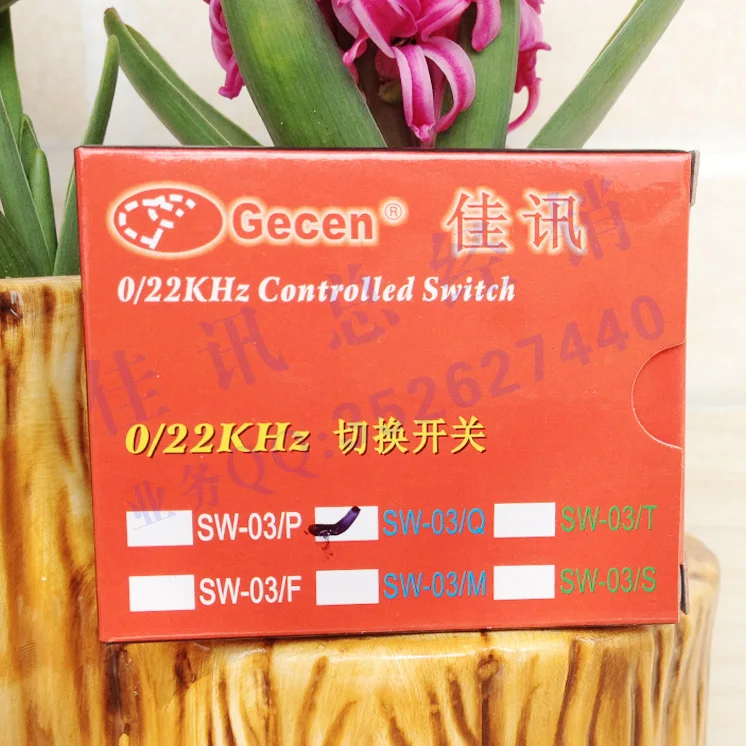 Gecen® 佳讯
0/22KHz Controlled Switch
佳讯总经销
业务QQ:352627440
0/22KHz 切换开关
SW-03/P SW-03/Q SW-03/T
SW-03/F SW-03/M SW-03/S